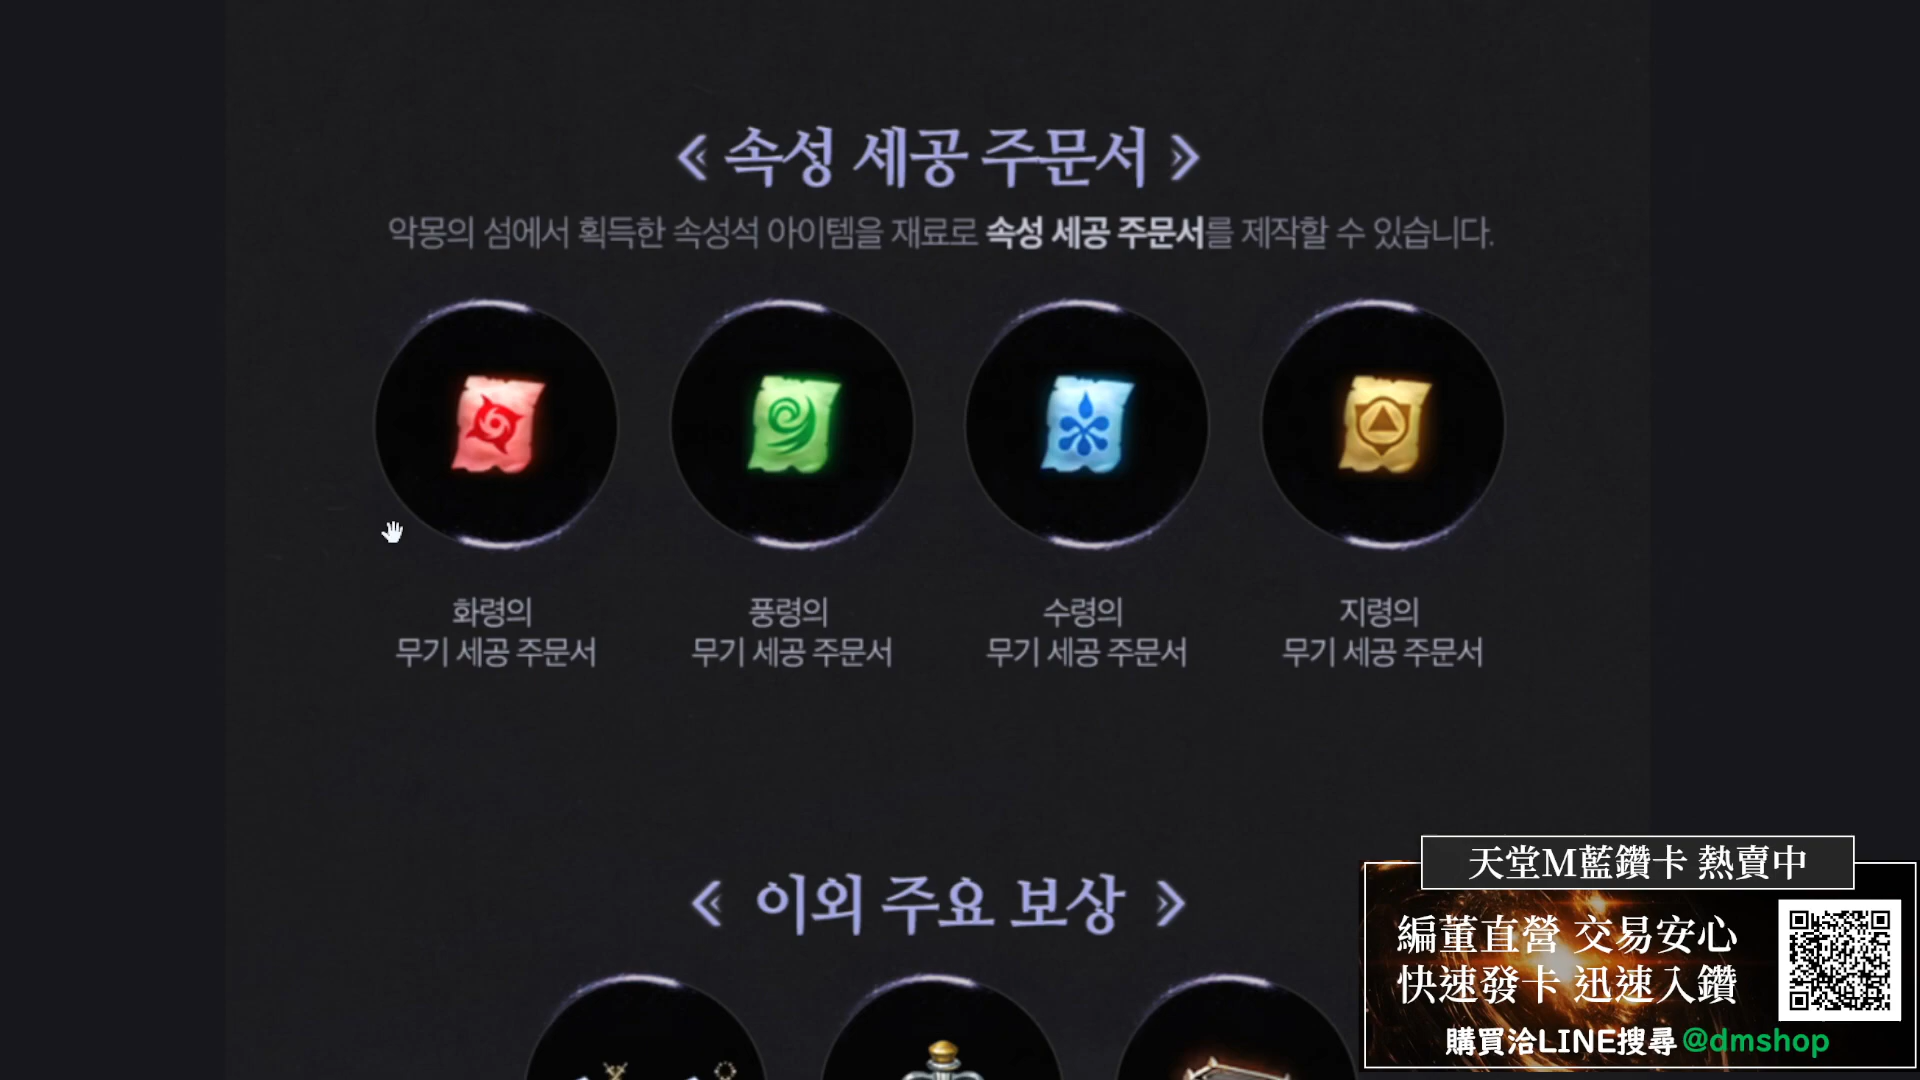 속성 세공 주문서
악몽의 섬에서 획득한 속성석 아이템을 재료로 속성 세공 주문서를 제작할 수 있습니다.
화령의
무기 세공 주문서
풍령의
무기 세공 주문서
수령의
무기 세공 주문서
지령의
무기 세공 주문서
이외 주요 보상
天堂M藍鑽卡 熱賣中
編董直營 交易安心
快速發卡 迅速入鑽
購買洽LINE搜尋@dmshop